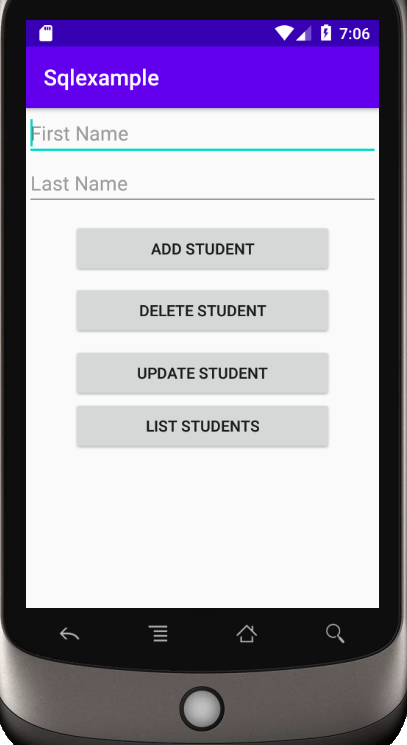 7:06
Sqlexample
First Name
Last Name
ADD STUDENT
DELETE STUDENT
UPDATE STUDENT
LIST STUDENTS